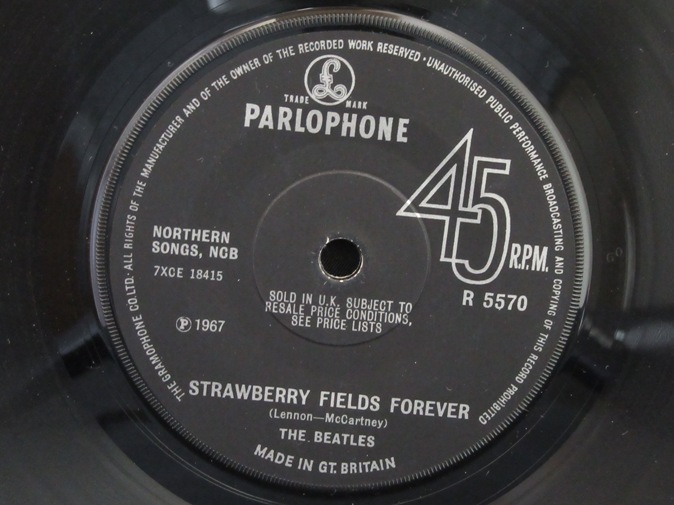 THE GRAMOPHONE CO. LTD. · ALL RIGHTS OF THE MANUFACTURER AND OF THE OWNER OF THE RECORDED WORK RESERVED · UNAUTHORISED PUBLIC PERFORMANCE BROADCASTING AND COPYING OF THIS RECORD PROHIBITED
£
TRADE MARK
PARLOPHONE
45
R.P.M.
NORTHERN
SONGS, NCB
7XCE 18415
R 5570
SOLD IN U.K. SUBJECT TO
RESALE PRICE CONDITIONS,
SEE PRICE LISTS
Ⓟ 1967
STRAWBERRY FIELDS FOREVER
(Lennon—McCartney)
THE BEATLES
MADE IN GT. BRITAIN